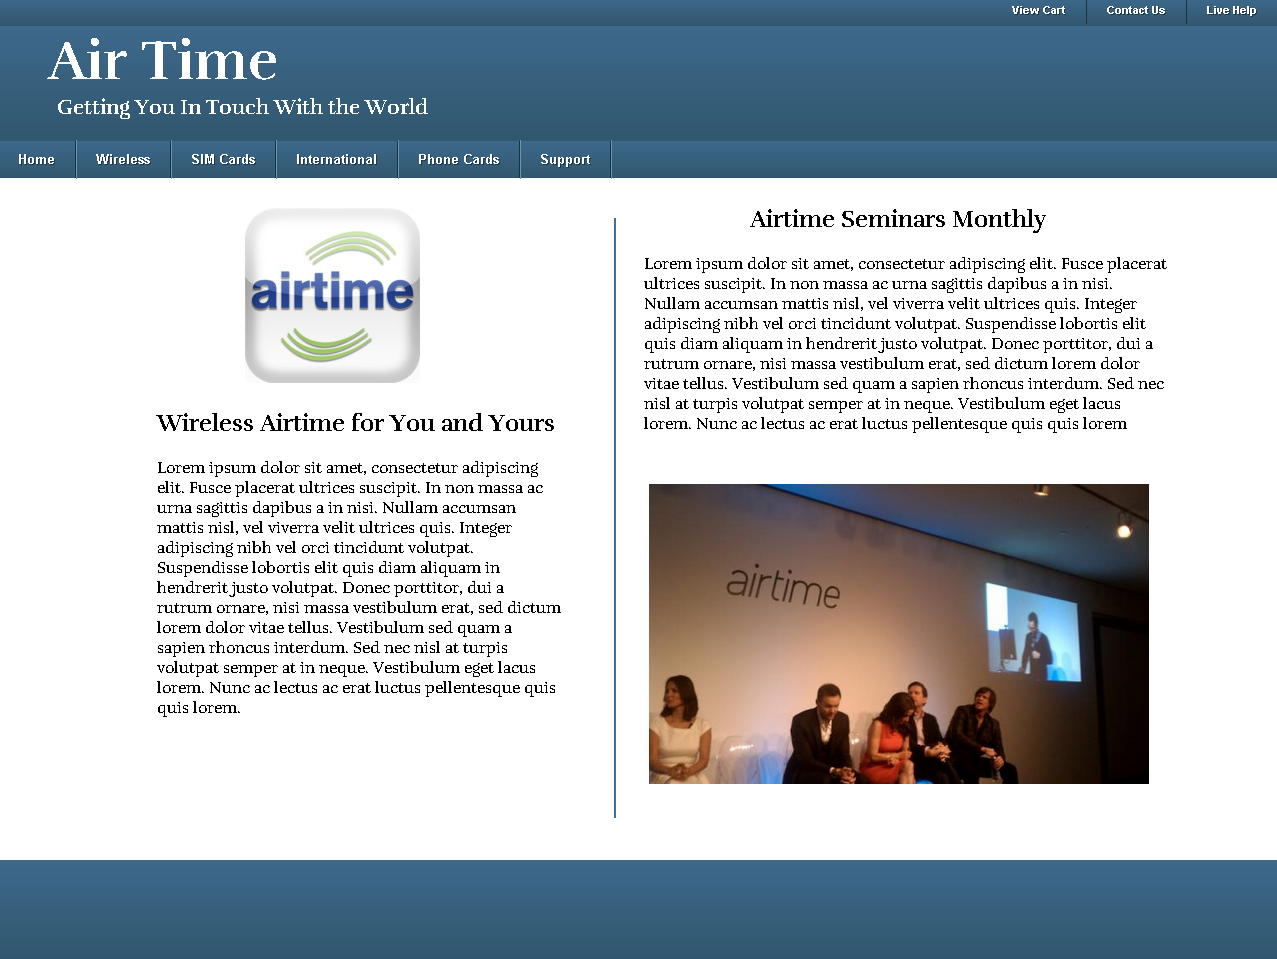 View Cart Contact Us Live Help
Air Time
Getting You In Touch With the World
Home Wireless SIM Cards International Phone Cards Support
airtime
Wireless Airtime for You and Yours
Lorem ipsum dolor sit amet, consectetur adipiscing
elit. Fusce placerat ultrices suscipit. In non massa ac
urna sagittis dapibus a in nisi. Nullam accumsan
mattis nisl, vel viverra velit ultrices quis. Integer
adipiscing nibh vel orci tincidunt volutpat.
Suspendisse lobortis elit quis diam aliquam in
hendrerit justo volutpat. Donec porttitor, dui a
rutrum ornare, nisi massa vestibulum erat, sed dictum
lorem dolor vitae tellus. Vestibulum sed quam a
sapien rhoncus interdum. Sed nec nisl at turpis
volutpat semper at in neque. Vestibulum eget lacus
lorem. Nunc ac lectus ac erat luctus pellentesque quis
quis lorem.
Airtime Seminars Monthly
Lorem ipsum dolor sit amet, consectetur adipiscing elit. Fusce placerat
ultrices suscipit. In non massa ac urna sagittis dapibus a in nisi.
Nullam accumsan mattis nisl, vel viverra velit ultrices quis. Integer
adipiscing nibh vel orci tincidunt volutpat. Suspendisse lobortis elit
quis diam aliquam in hendrerit justo volutpat. Donec porttitor, dui a
rutrum ornare, nisi massa vestibulum erat, sed dictum lorem dolor
vitae tellus. Vestibulum sed quam a sapien rhoncus interdum. Sed nec
nisl at turpis volutpat semper at in neque. Vestibulum eget lacus
lorem. Nunc ac lectus ac erat luctus pellentesque quis quis lorem
airtime